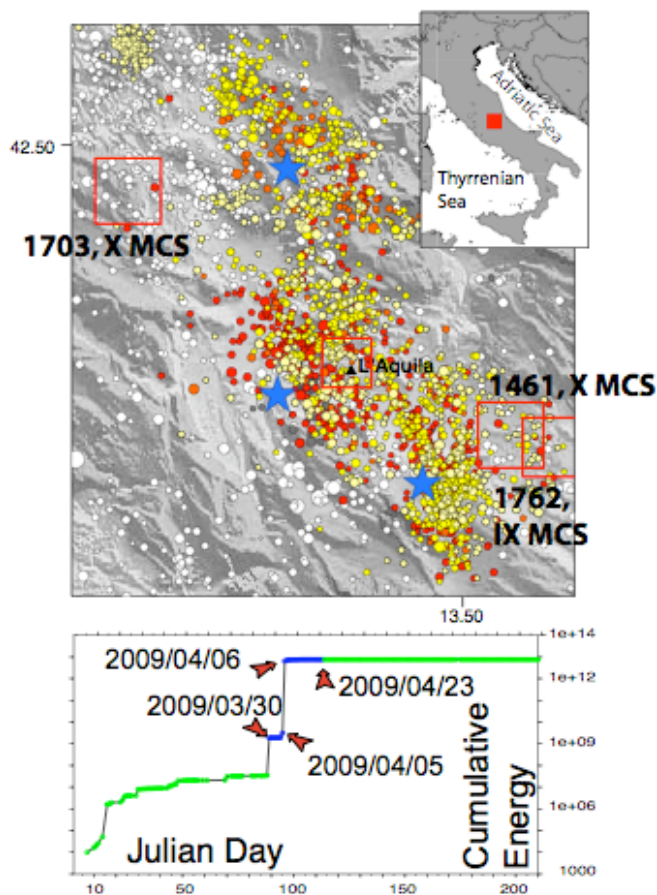 Adriatic Sea
Thyrrenian
Sea
42.50
1703, X MCS
L'Aquila
1461, X MCS
1762,
IX MCS
13.50
2009/04/06
2009/03/30
2009/04/23
2009/04/05
Cumulative
Energy
Julian Day
1e+14
1e+09
1e+06
1000
10
50
100
150
200